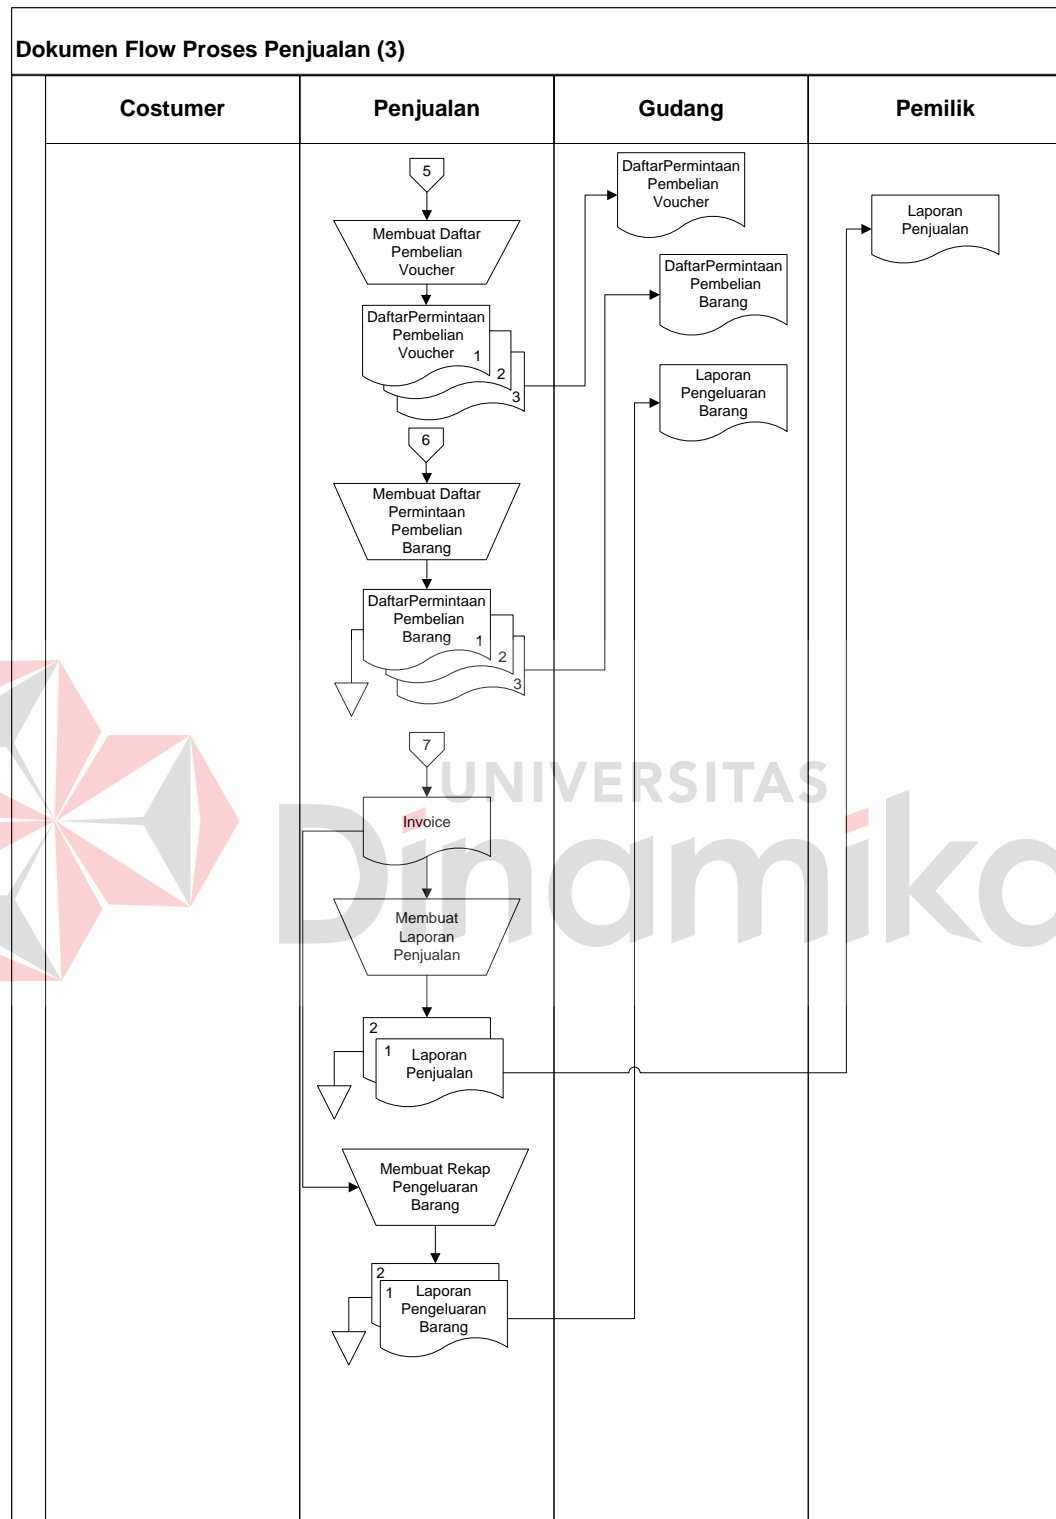 Dokumen Flow Proses Penjualan (3)
Costumer
Penjualan
Gudang
Pemilik
5
Membuat Daftar
Pembelian
Voucher
DaftarPermintaan
Pembelian
Voucher
1
2
3
6
Membuat Daftar
Permintaan
Pembelian
Barang
DaftarPermintaan
Pembelian
Barang
1
2
3
7
Invoice
Membuat
Laporan
Penjualan
2
1
Laporan
Penjualan
Membuat Rekap
Pengeluaran
Barang
2
1
Laporan
Pengeluaran
Barang
DaftarPermintaan
Pembelian
Voucher
DaftarPermintaan
Pembelian
Barang
Laporan
Pengeluaran
Barang
Laporan
Penjualan
UNIVERSITAS
Dinamika